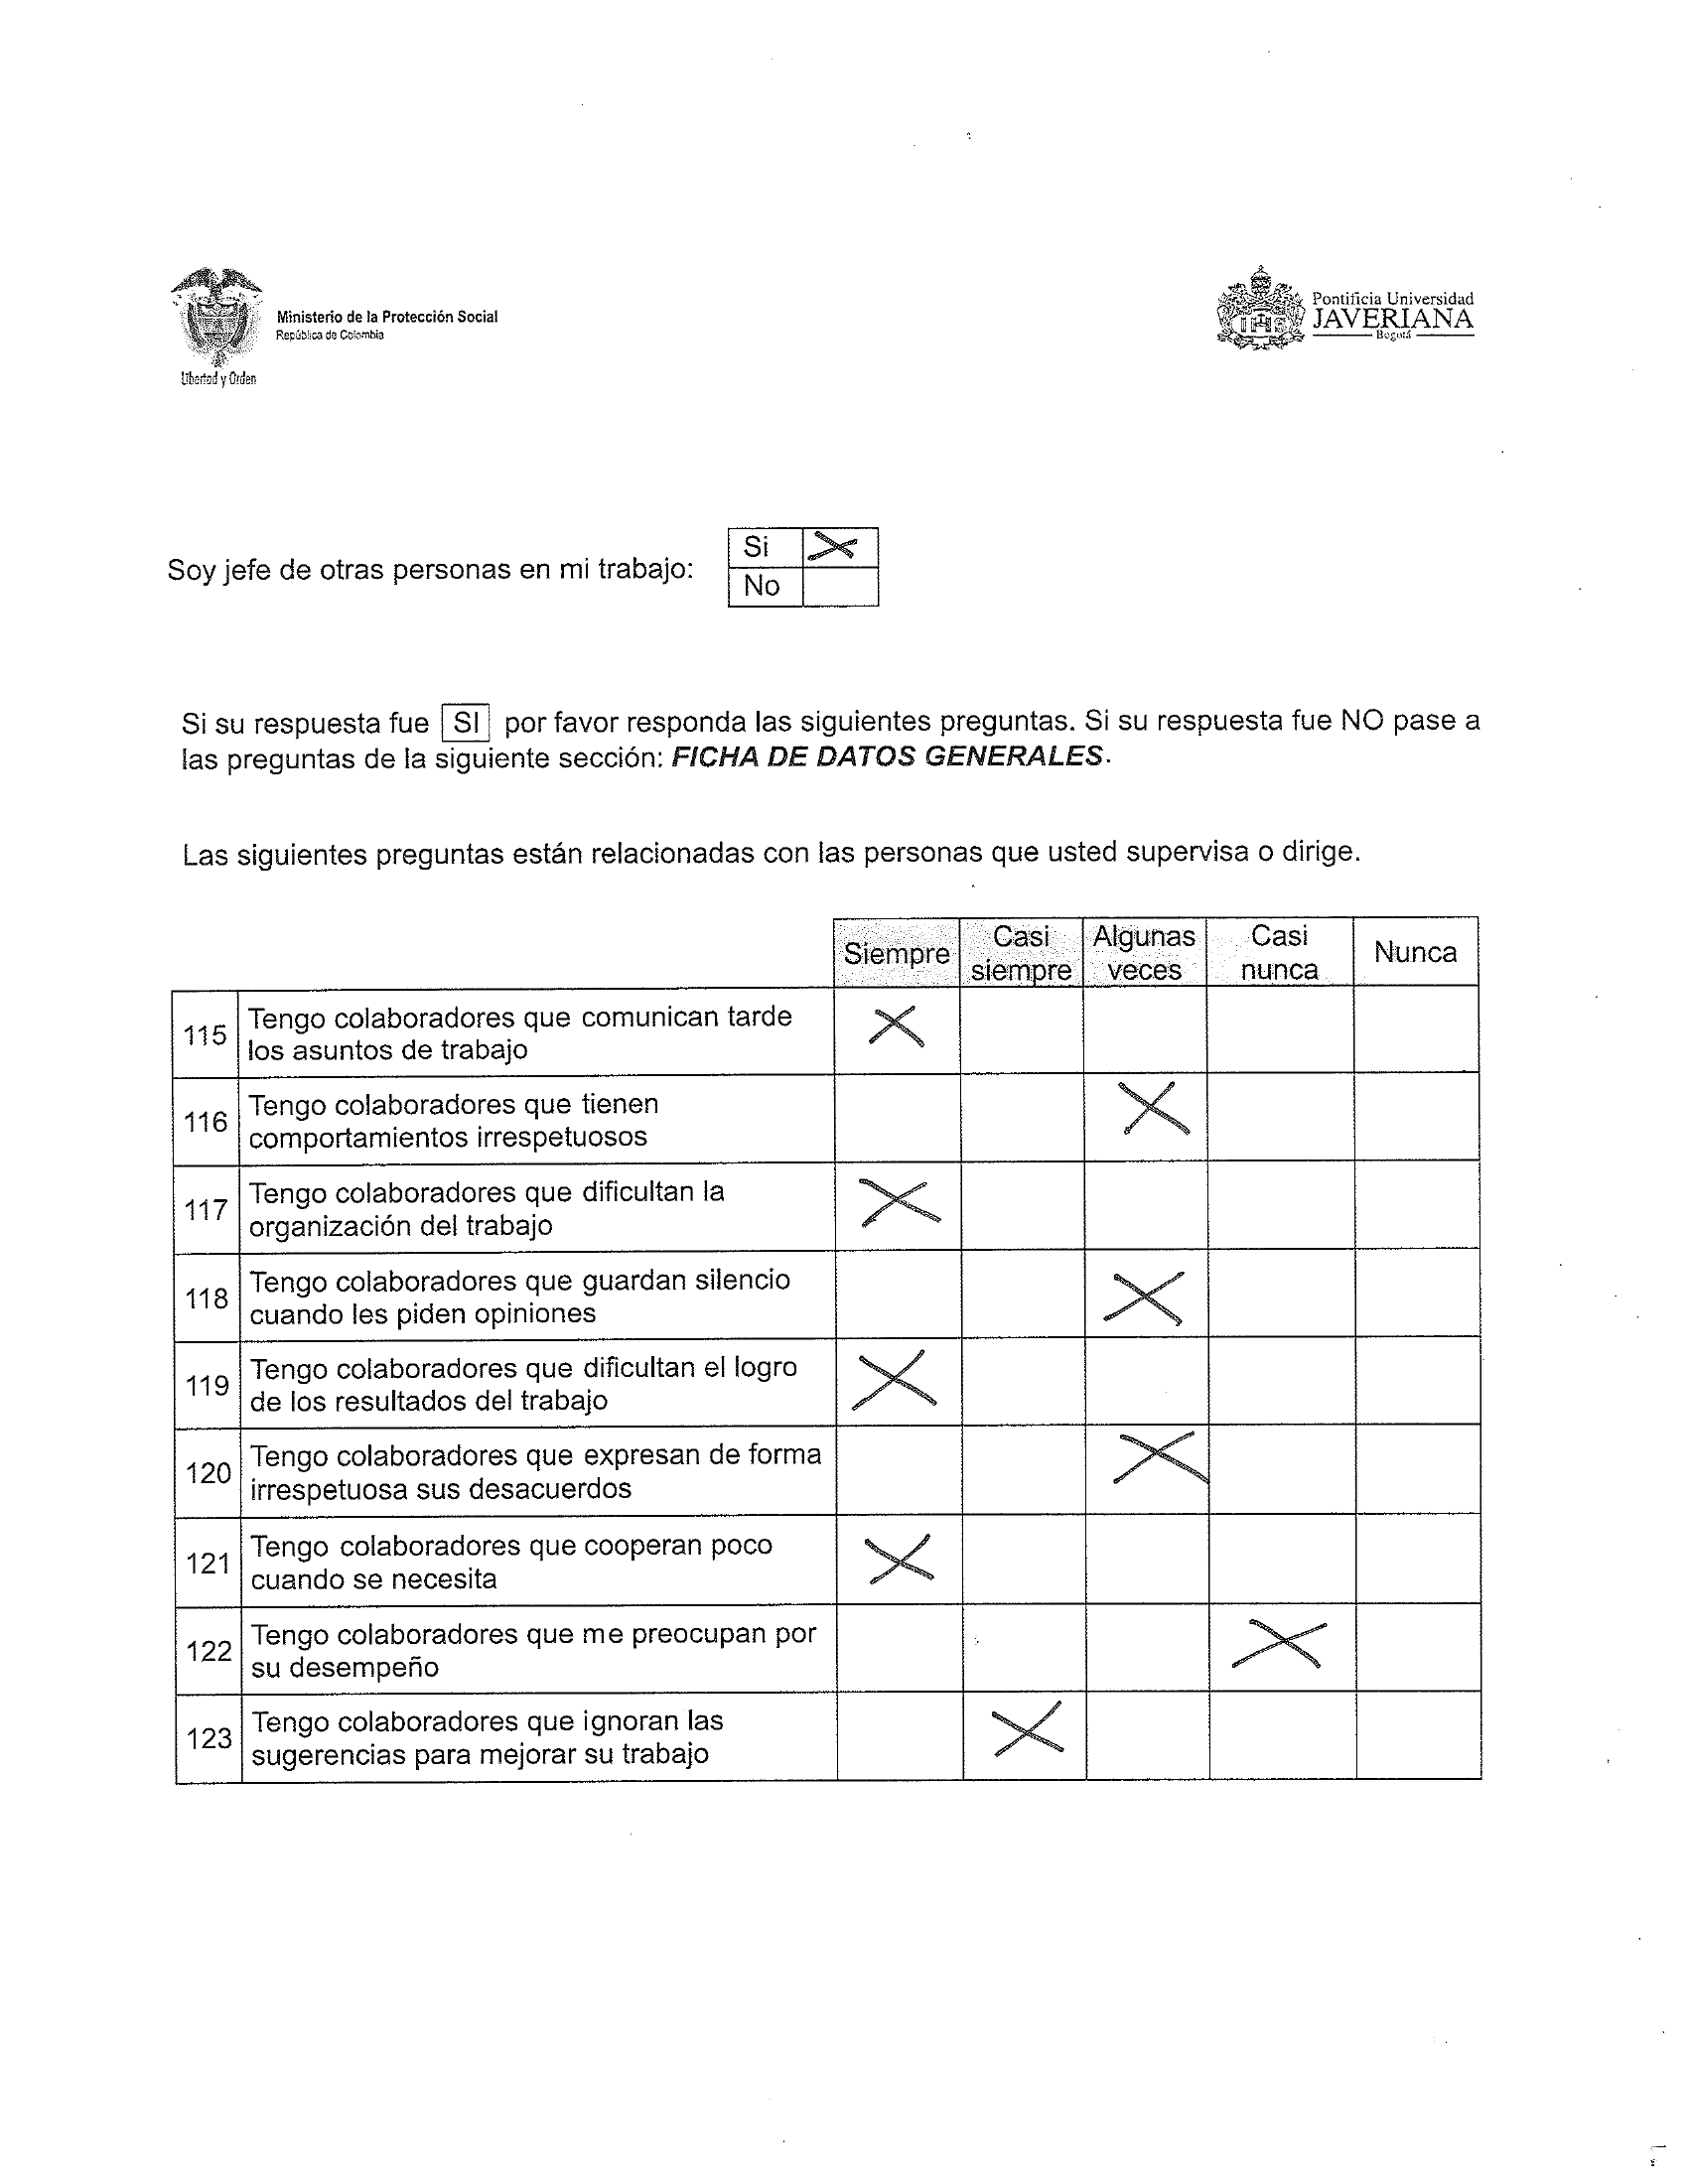 Ministerio de la Protección Social
República de Colombia
Libertad y Orden
Pontificia Universidad
JAVERIANA
Bogotá
Soy jefe de otras personas en mi trabajo:
Si X
No
Si su respuesta fue SI por favor responda las siguientes preguntas. Si su respuesta fue NO pase a
las preguntas de la siguiente sección: FICHA DE DATOS GENERALES.
Las siguientes preguntas están relacionadas con las personas que usted supervisa o dirige.
Siempre
Casi
siempre
Algunas
veces
Casi
nunca
Nunca
115
Tengo colaboradores que comunican tarde
los asuntos de trabajo
X
116
Tengo colaboradores que tienen
comportamientos irrespetuosos
X
117
Tengo colaboradores que dificultan la
organización del trabajo
X
118
Tengo colaboradores que guardan silencio
cuando les piden opiniones
X
119
Tengo colaboradores que dificultan el logro
de los resultados del trabajo
X
120
Tengo colaboradores que expresan de forma
irrespetuosa sus desacuerdos
X
121
Tengo colaboradores que cooperan poco
cuando se necesita
X
122
Tengo colaboradores que me preocupan por
su desempeño
X
123
Tengo colaboradores que ignoran las
sugerencias para mejorar su trabajo
X